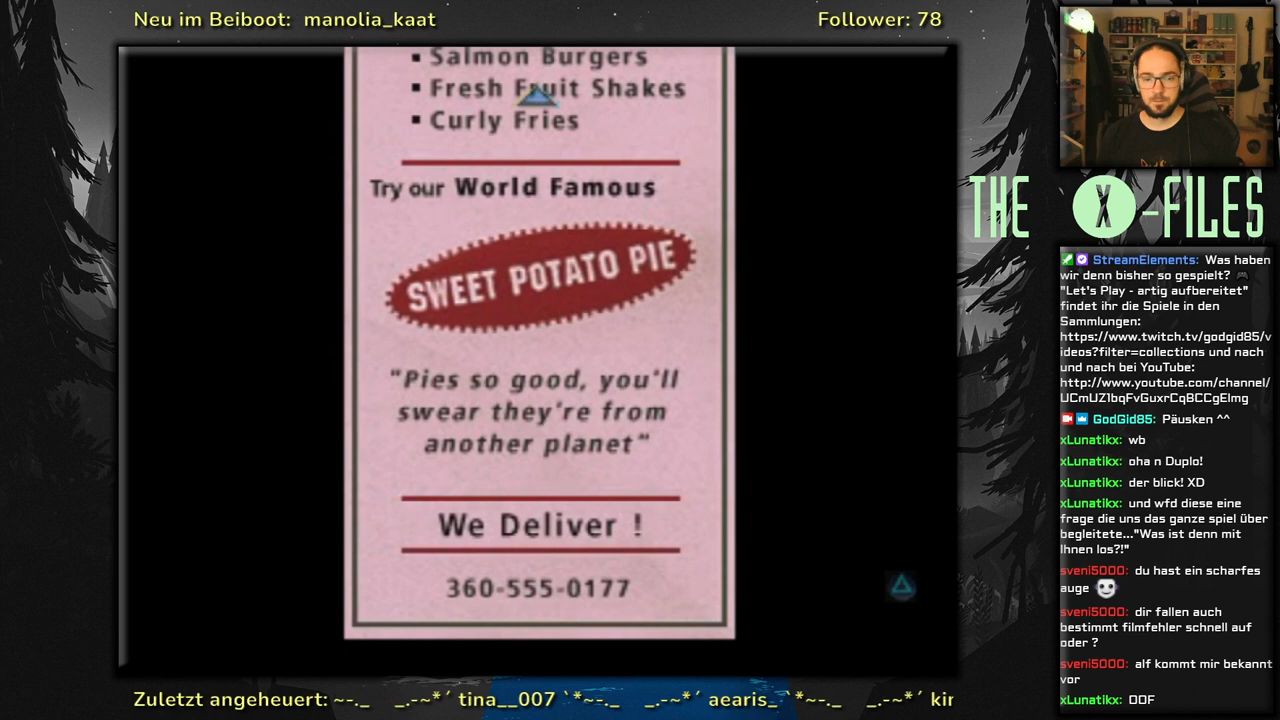 Neu im Beiboot: manolia_kaat
Follower: 78
▪ Salmon Burgers
▪ Fresh Fruit Shakes
▪ Curly Fries
Try our World Famous
SWEET POTATO PIE
"Pies so good, you'll
swear they're from
another planet"
We Deliver !
360-555-0177
THE X-FILES
StreamElements: Was haben
wir denn bisher so gespielt? 🎮
"Let's Play - artig aufbereitet"
findet ihr die Spiele in den
Sammlungen:
https://www.twitch.tv/godgid85/v
ideos?filter=collections und nach
und nach bei YouTube:
http://www.youtube.com/channel/
UCmUZ1bqFvGuxrCqBCCgElmg
GodGid85: Päusken ^^
xLunatikx: wb
xLunatikx: oha n Duplo!
xLunatikx: der blick! XD
xLunatikx: und wfd diese eine
frage die uns das ganze spiel über
begleitete..."Was ist denn mit
Ihnen los?!"
sveni5000: du hast ein scharfes
auge
sveni5000: dir fallen auch
bestimmt filmfehler schnell auf
oder ?
sveni5000: alf kommt mir bekannt
vor
xLunatikx: OOF
Zuletzt angeheuert: ~-._ _.-~*´ tina__007 `*~-._ _.-~*´ aearis_ `*~-._ _.-~*´ kir